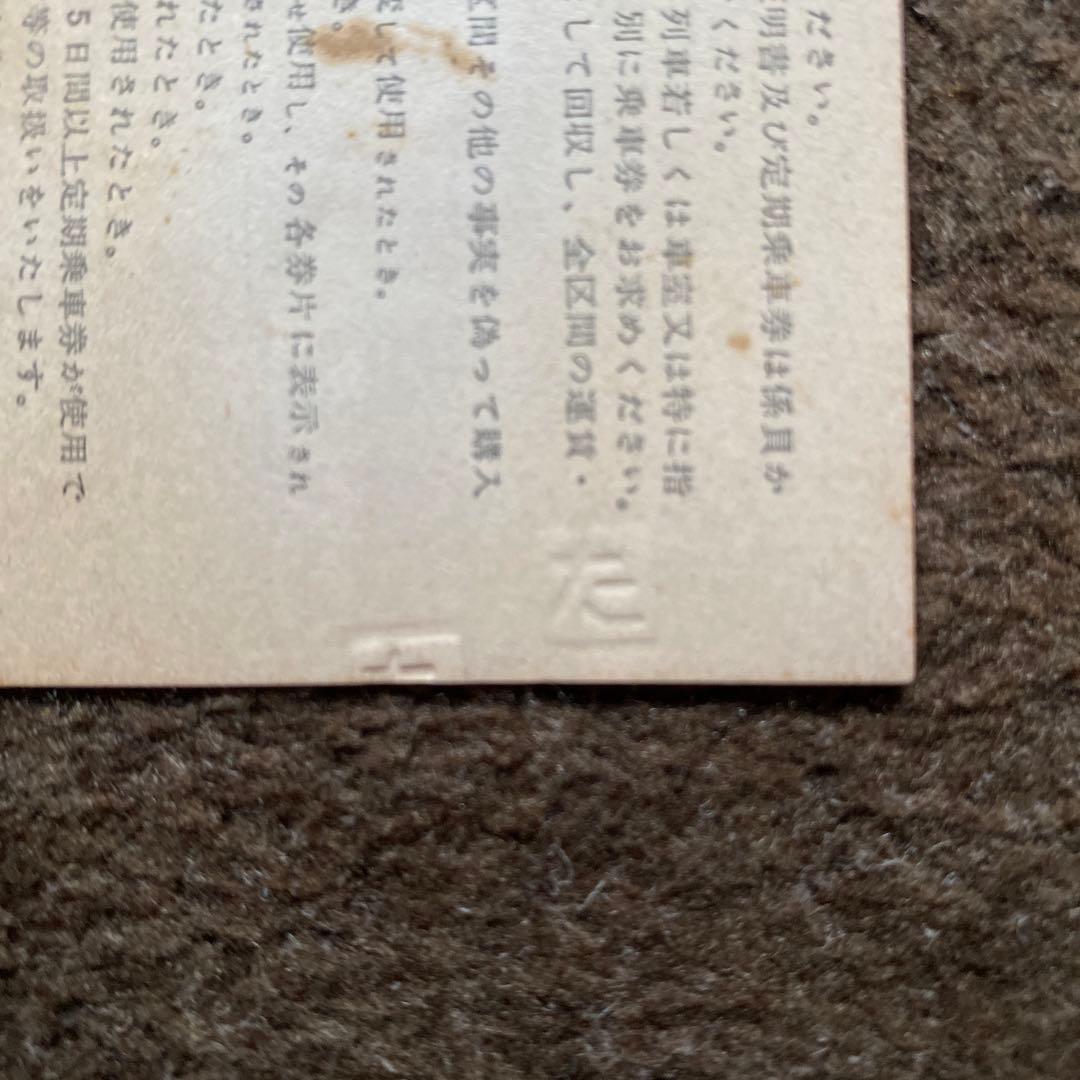 ださい。
明書及び定期乗車券は係員か
ください。
列車若しくは車室又は特に指
別に乗車券をお求めください。
して回収し、全区間の運賃・
区間その他の事実を偽って購入
して使用されたとき。
き。
せ使用し、その各券片に表示され
されたとき。
たとき。
れたとき。
使用されたとき。
5日間以上定期乗車券が使用で
等の取扱いをいたします。